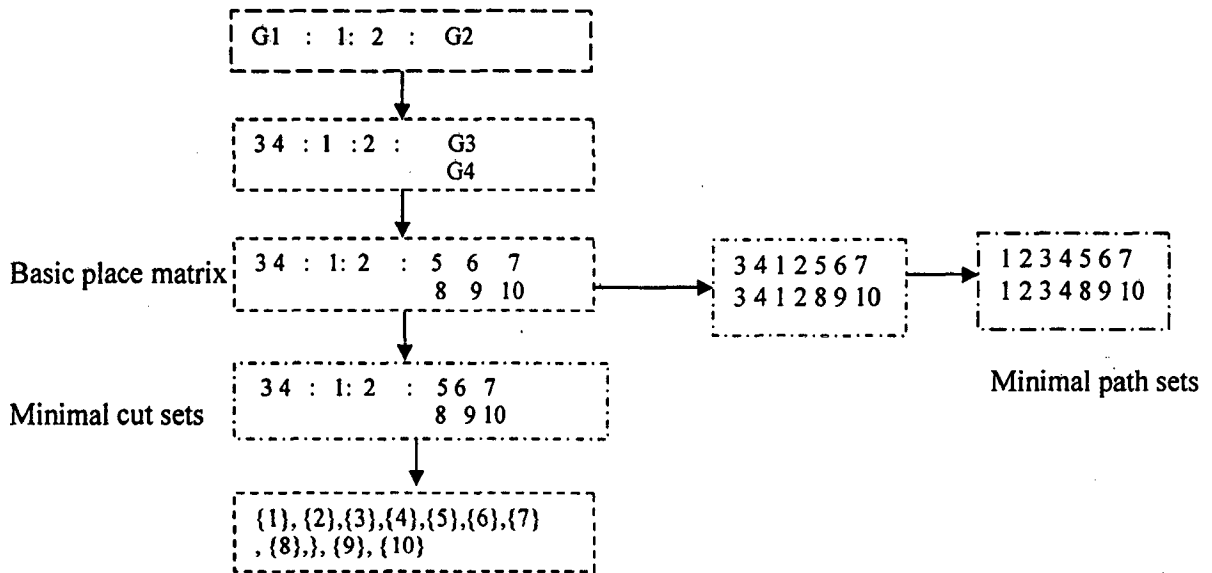 G1 : 1: 2 : G2
3 4 : 1 :2 : G3
G4
Basic place matrix
3 4 : 1: 2 : 5 6 7
8 9 10
3 4 1 2 5 6 7
3 4 1 2 8 9 10
1 2 3 4 5 6 7
1 2 3 4 8 9 10
Minimal path sets
Minimal cut sets
3 4 : 1: 2 : 5 6 7
8 9 10
{1}, {2},{3},{4},{5},{6},{7}
, {8},}, {9}, {10}